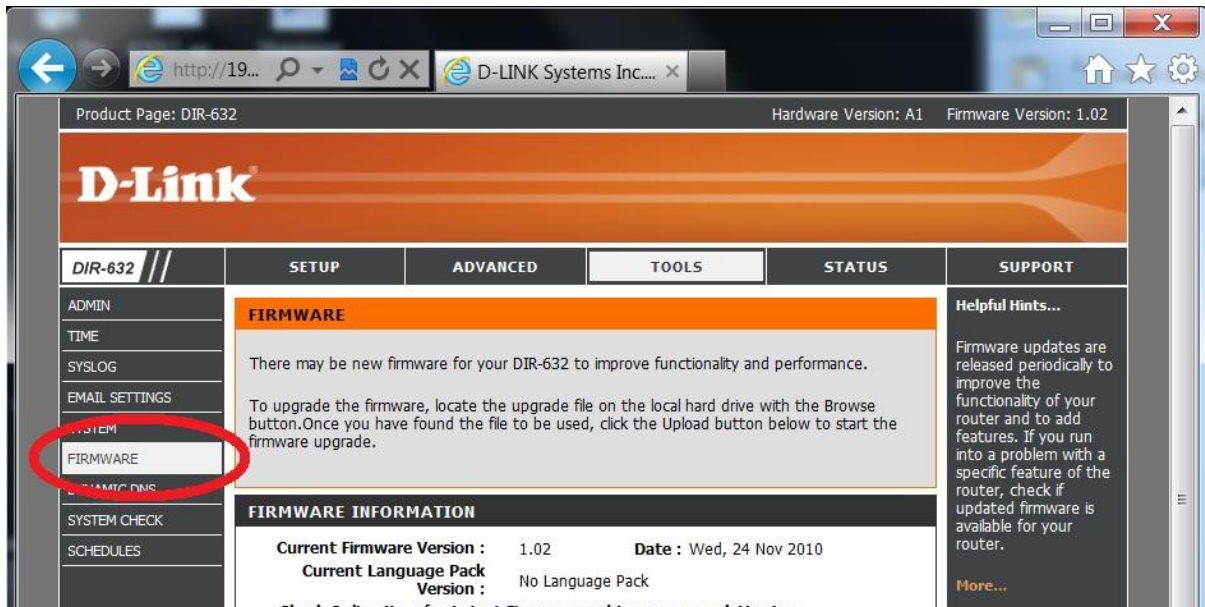 http://19...
D-LINK Systems Inc....
Product Page: DIR-632
Hardware Version: A1
Firmware Version: 1.02
D-Link
DIR-632
SETUP
ADVANCED
TOOLS
STATUS
SUPPORT
ADMIN
TIME
SYSLOG
EMAIL SETTINGS
SYSTEM
FIRMWARE
DYNAMIC DNS
SYSTEM CHECK
SCHEDULES
FIRMWARE
There may be new firmware for your DIR-632 to improve functionality and performance.
To upgrade the firmware, locate the upgrade file on the local hard drive with the Browse
button.Once you have found the file to be used, click the Upload button below to start the
firmware upgrade.
FIRMWARE INFORMATION
Current Firmware Version : 1.02 Date : Wed, 24 Nov 2010
Current Language Pack
Version : No Language Pack
Helpful Hints...
Firmware updates are
released periodically to
improve the
functionality of your
router and to add
features. If you run
into a problem with a
specific feature of the
router, check if
updated firmware is
available for your
router.
More...